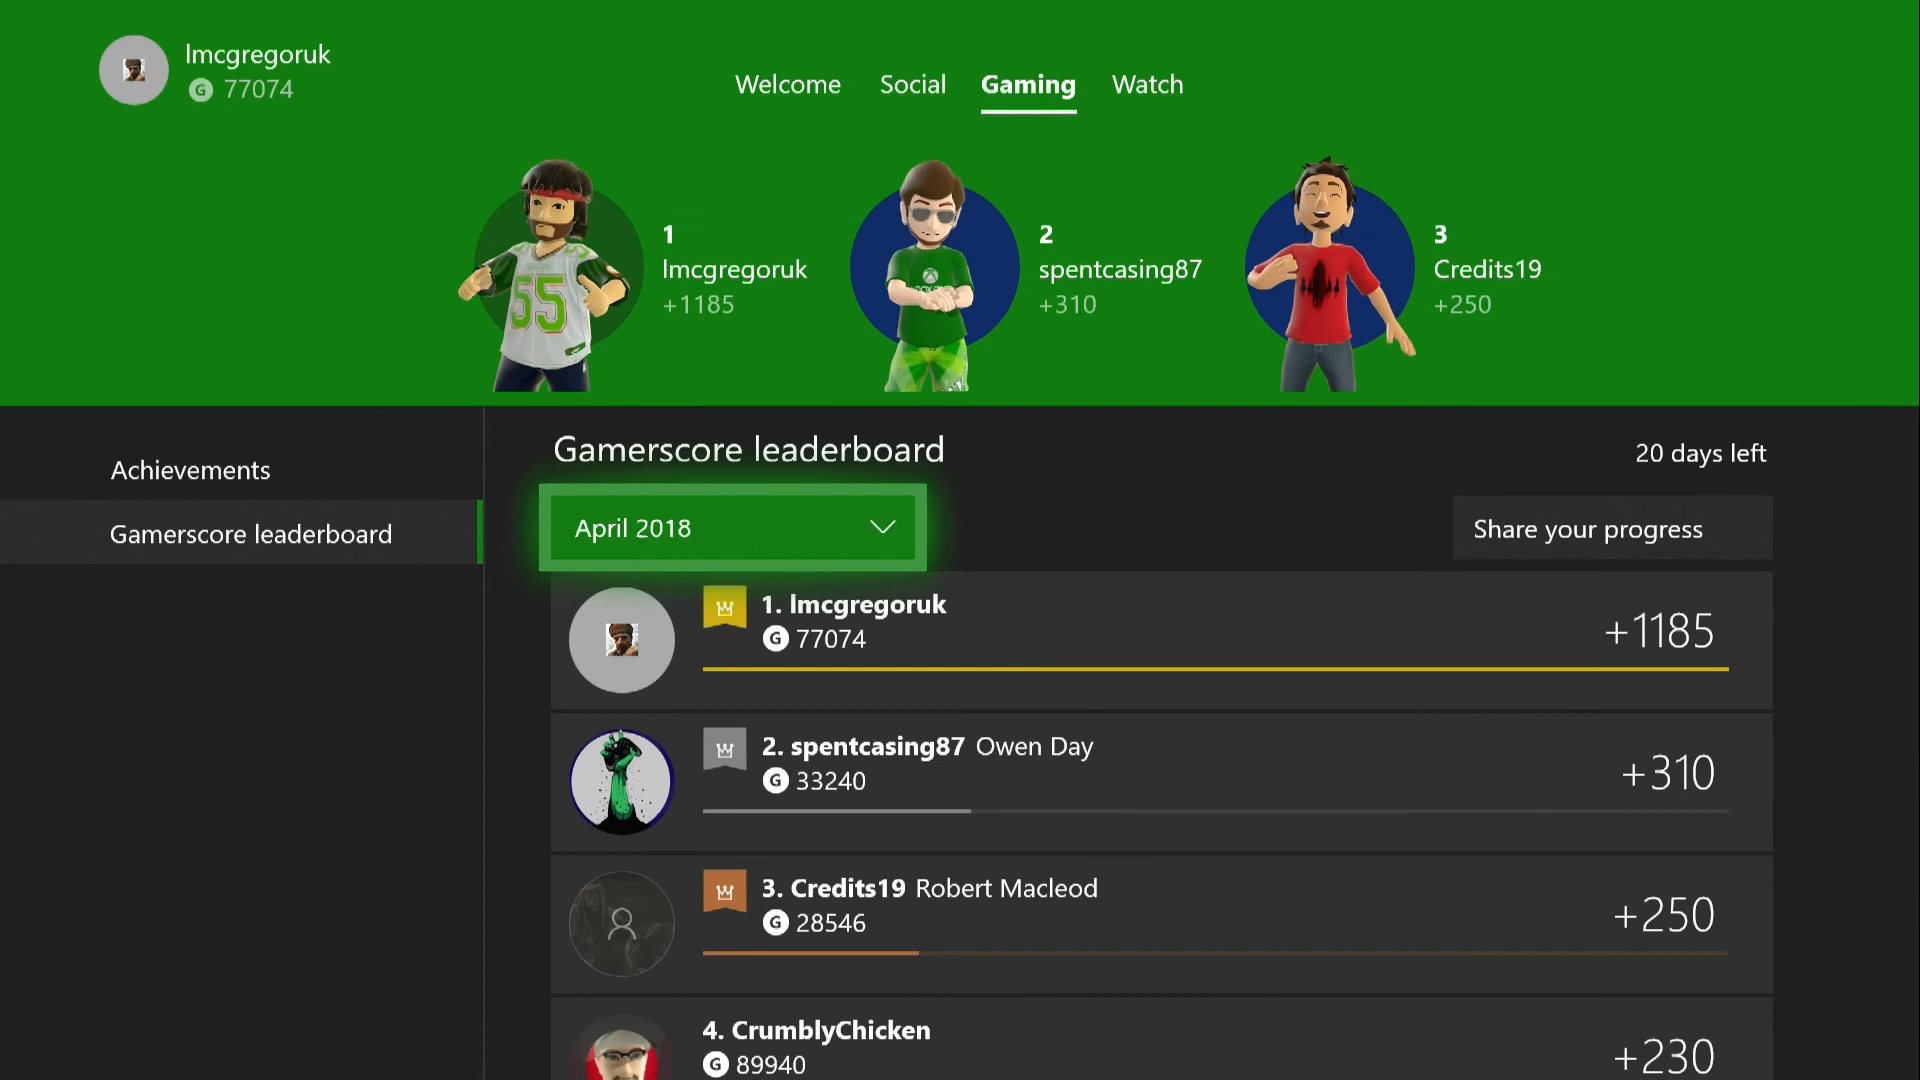 lmcgregoruk
G 77074
Welcome Social Gaming Watch
1
lmcgregoruk
+1185
55
2
spentcasing87
+310
3
Credits19
+250
Achievements
Gamerscore leaderboard
Gamerscore leaderboard
20 days left
April 2018
Share your progress
1. lmcgregoruk
G 77074
+1185
2. spentcasing87 Owen Day
G 33240
+310
3. Credits19 Robert Macleod
G 28546
+250
4. CrumblyChicken
G 89940
+230